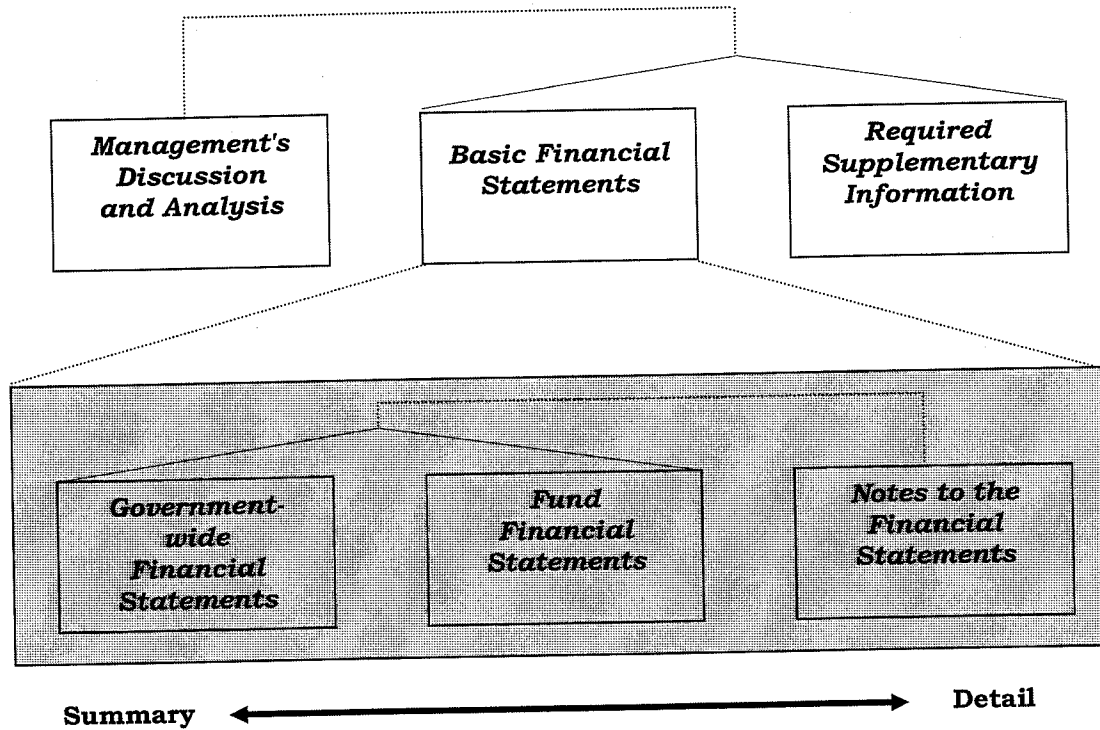 Management's
Discussion
and Analysis
Basic Financial
Statements
Required
Supplementary
Information
Government-
wide
Financial
Statements
Fund
Financial
Statements
Notes to the
Financial
Statements
Summary
Detail